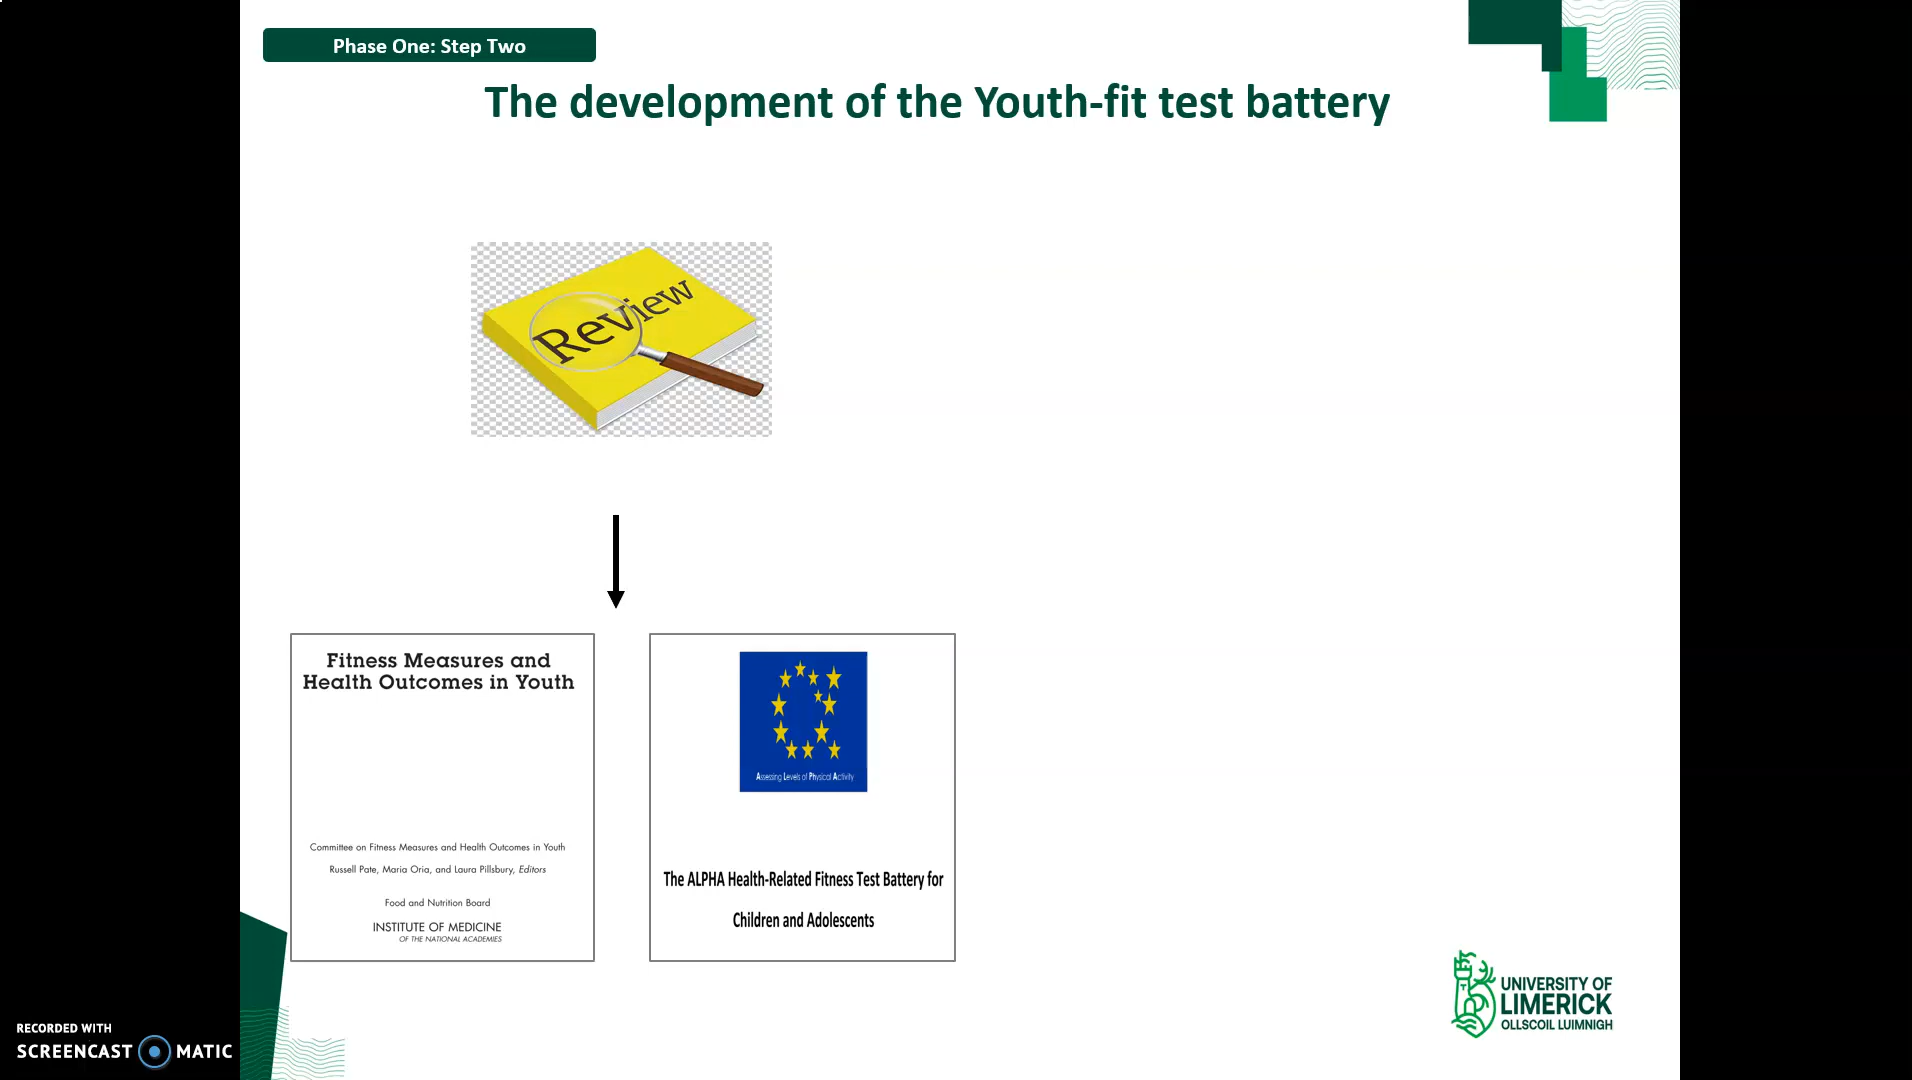 Phase One: Step Two
The development of the Youth-fit test battery
Review
Fitness Measures and
Health Outcomes in Youth
Committee on Fitness Measures and Health Outcomes in Youth
Russell Pate, Maria Oria, and Laura Pillsbury, Editors
Food and Nutrition Board
INSTITUTE OF MEDICINE
OF THE NATIONAL ACADEMIES
Assessing Levels of Physical Activity
The ALPHA Health-Related Fitness Test Battery for
Children and Adolescents
UNIVERSITY OF
LIMERICK
OLLSCOIL LUIMNIGH
RECORDED WITH
SCREENCAST MATIC